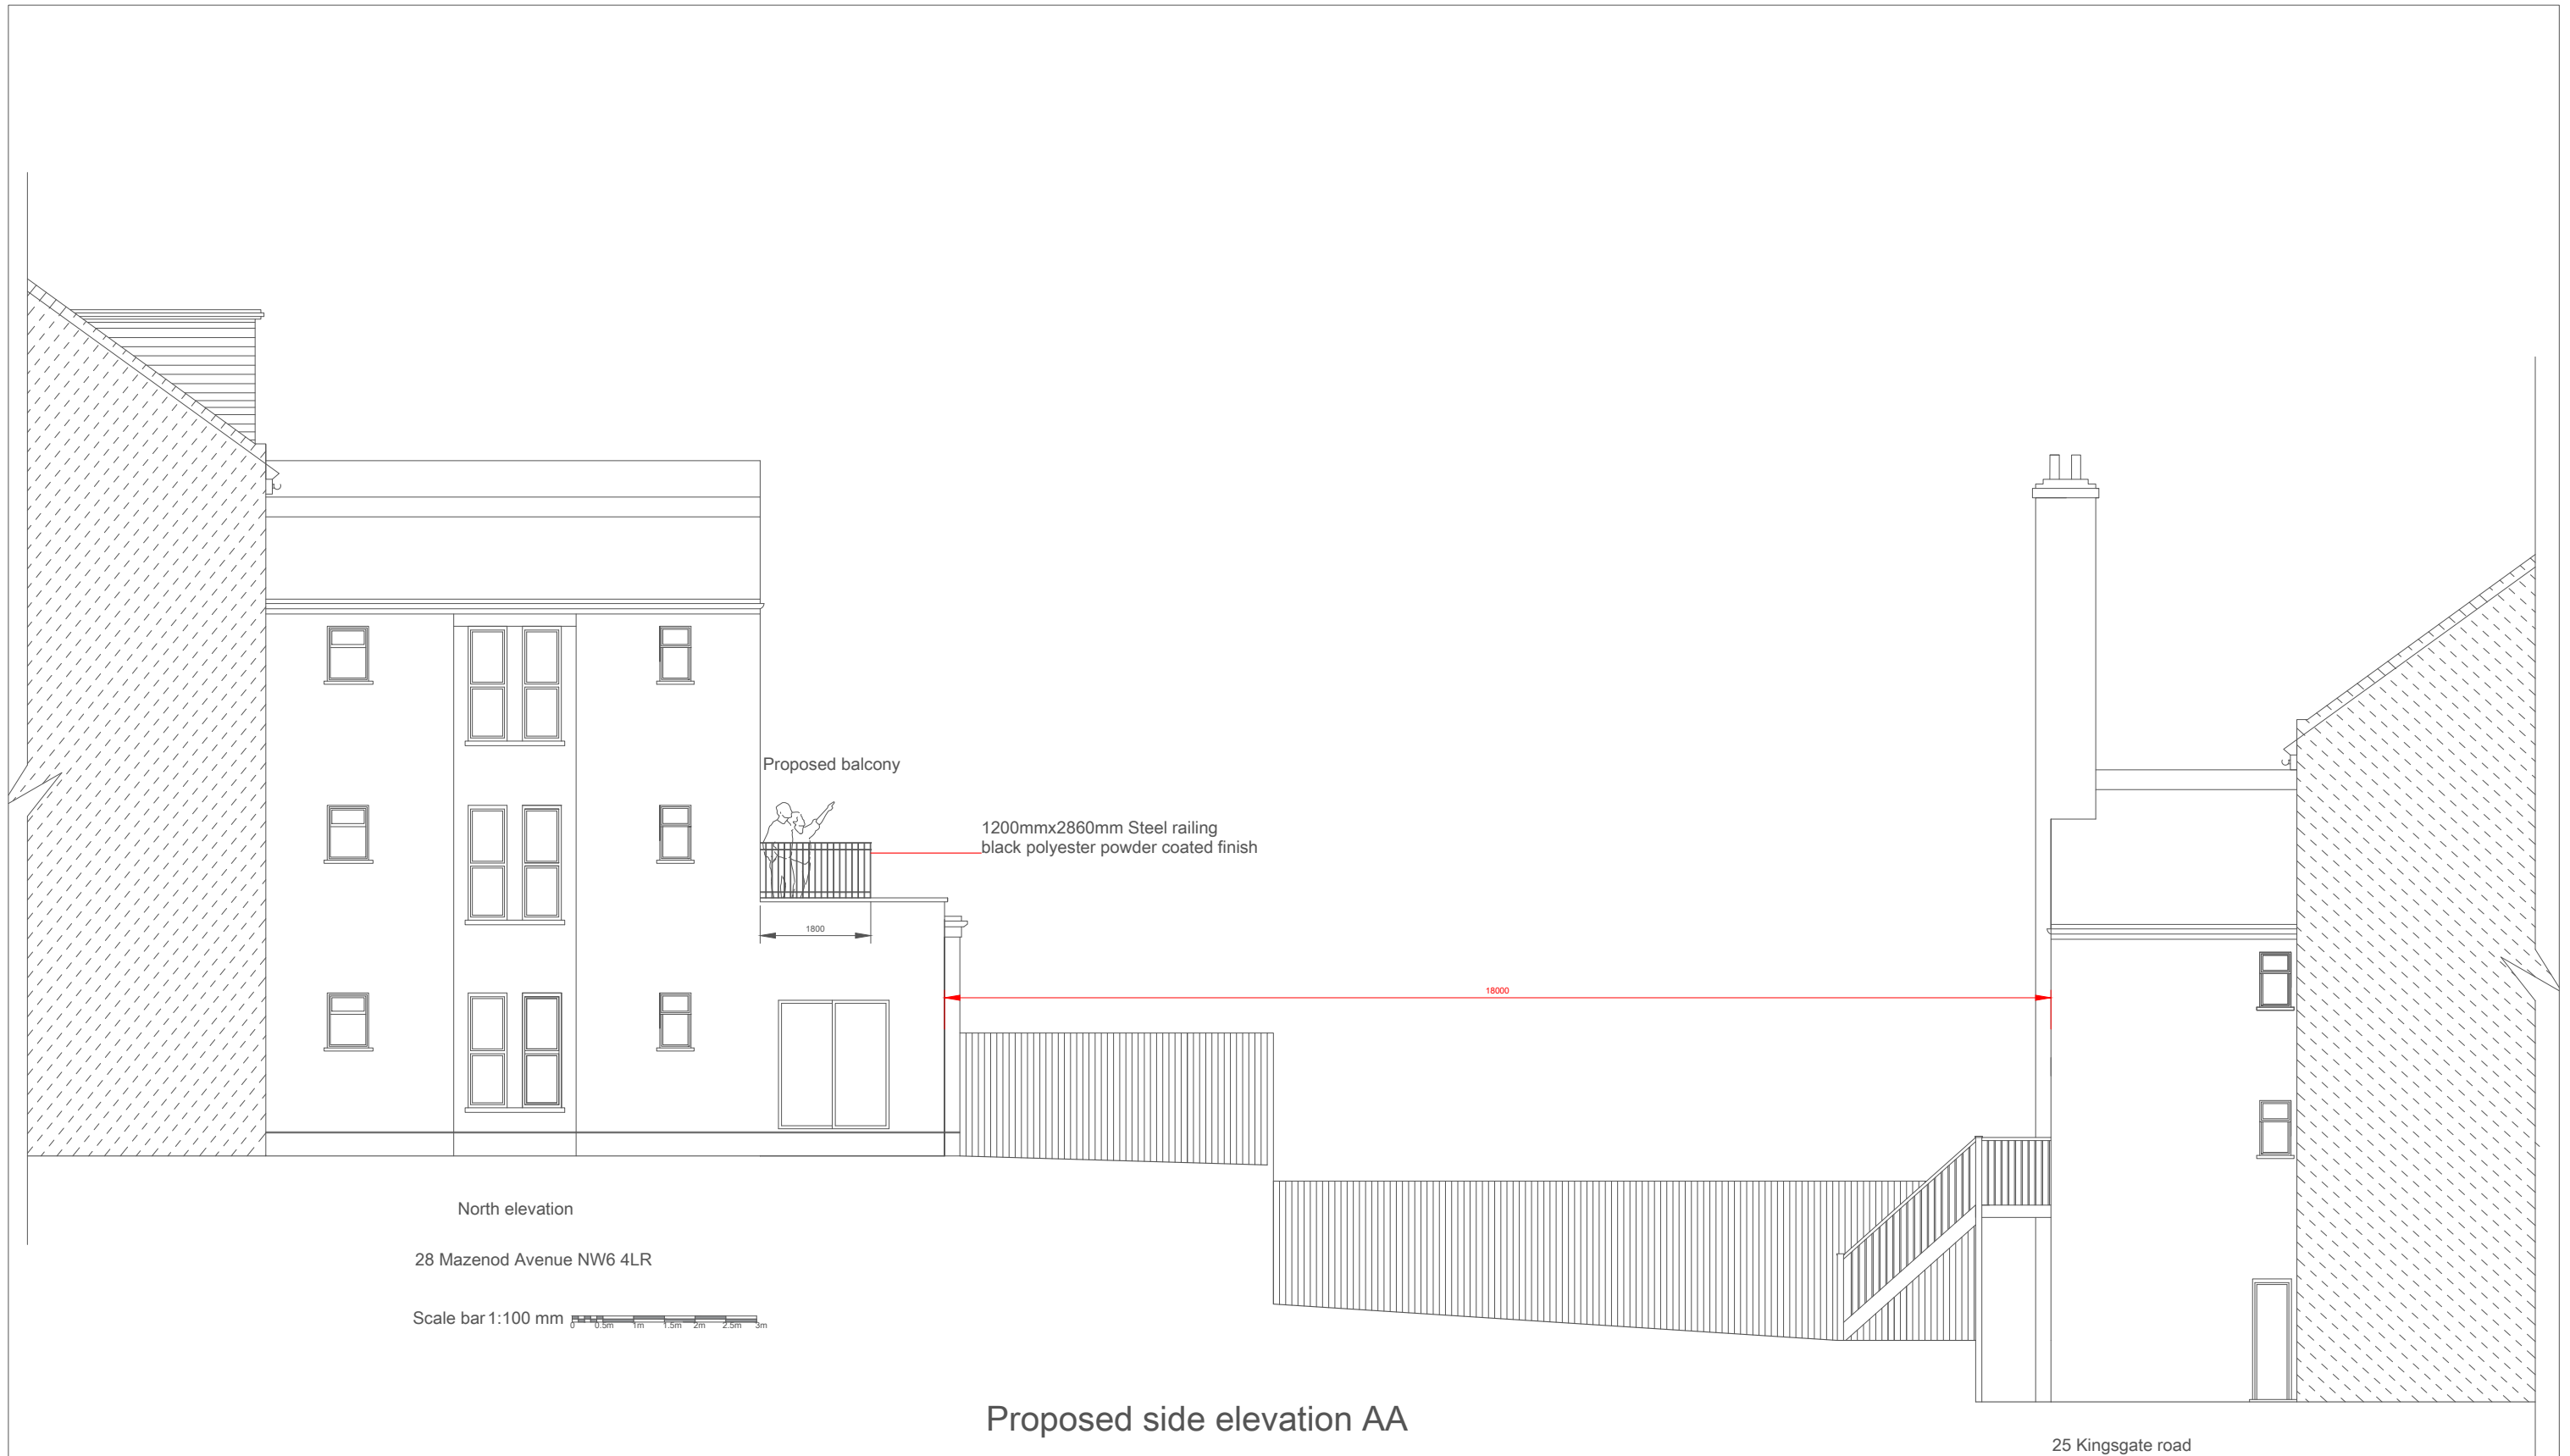 Proposed balcony
1200mmx2860mm Steel railing
black polyester powder coated finish
1800
18000
North elevation
28 Mazenod Avenue NW6 4LR
Scale bar 1:100 mm
0 0.5m 1m 1.5m 2m 2.5m 3m
Proposed side elevation AA
25 Kingsgate road